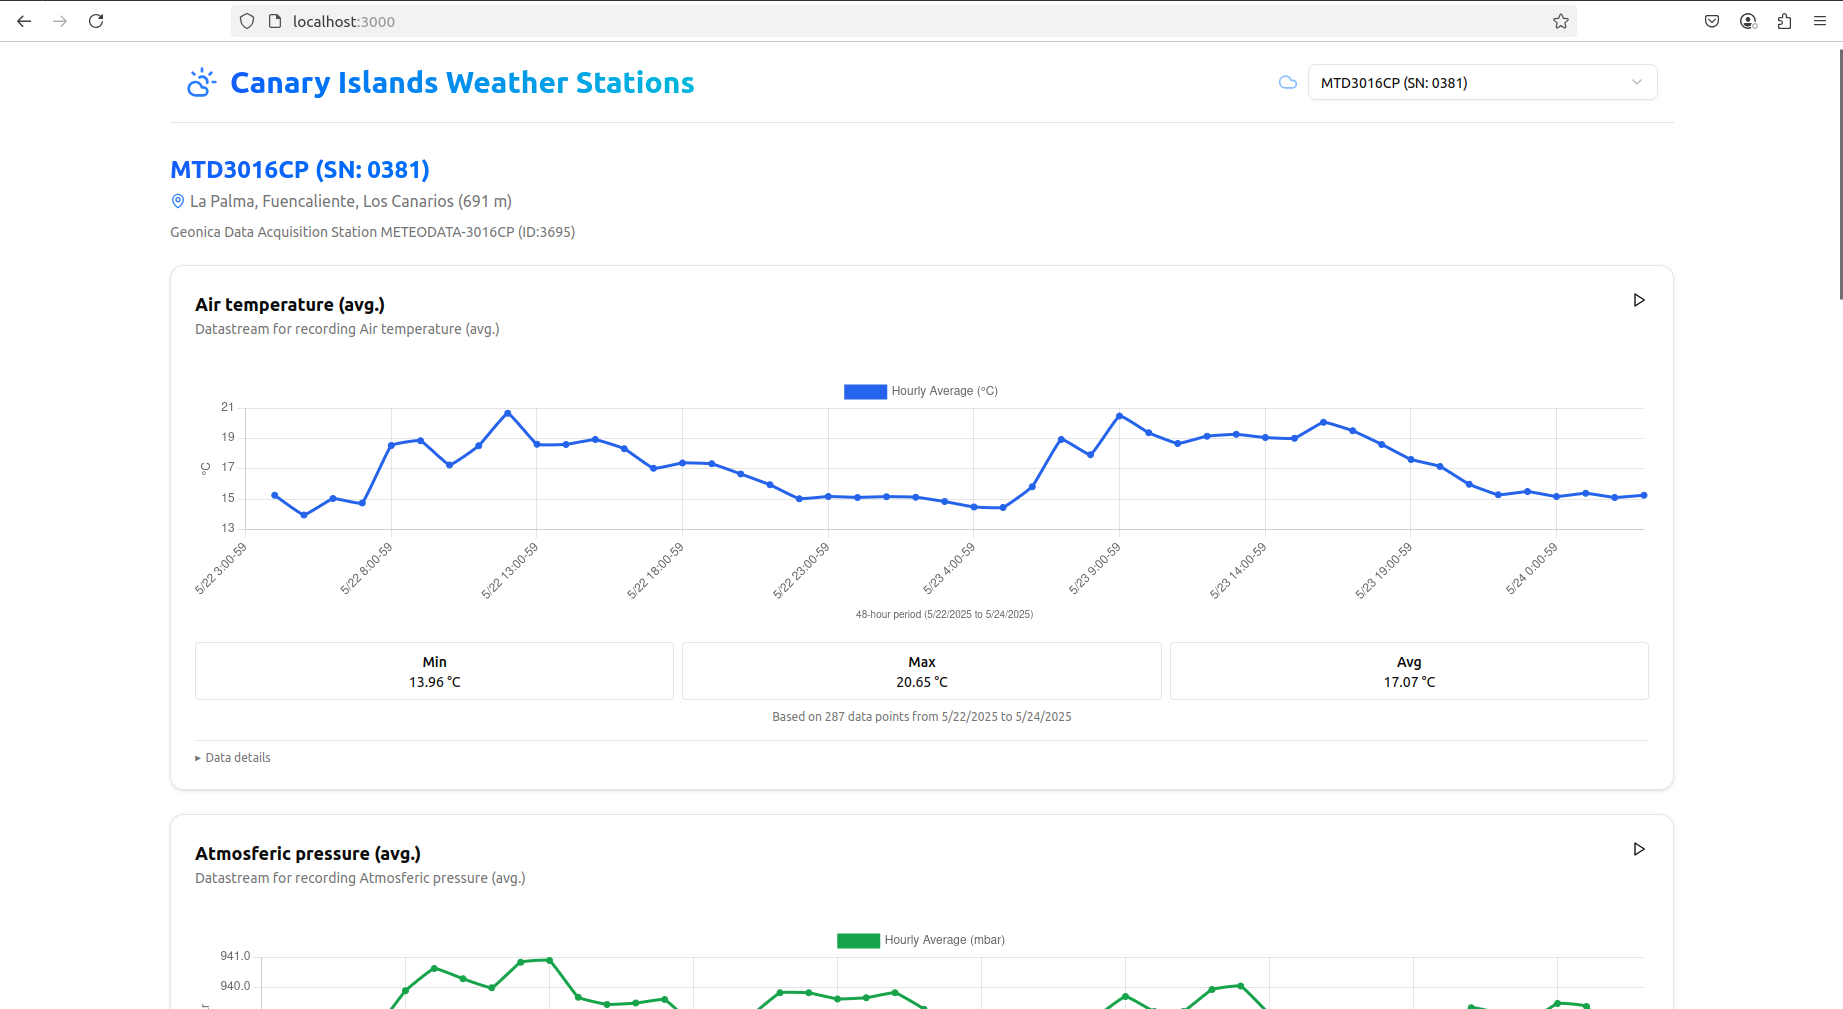 localhost:3000
Canary Islands Weather Stations
MTD3016CP (SN: 0381)
MTD3016CP (SN: 0381)
La Palma, Fuencaliente, Los Canarios (691 m)
Geonica Data Acquisition Station METEODATA-3016CP (ID:3695)
Air temperature (avg.)
Datastream for recording Air temperature (avg.)
Hourly Average (°C)
21
19
17
15
13
°C
5/22 3:00-59
5/22 8:00-59
5/22 13:00-59
5/22 18:00-59
5/22 23:00-59
5/23 4:00-59
5/23 9:00-59
5/23 14:00-59
5/23 19:00-59
5/24 0:00-59
48-hour period (5/22/2025 to 5/24/2025)
Min
13.96 °C
Max
20.65 °C
Avg
17.07 °C
Based on 287 data points from 5/22/2025 to 5/24/2025
Data details
Atmosferic pressure (avg.)
Datastream for recording Atmosferic pressure (avg.)
Hourly Average (mbar)
941.0
940.0